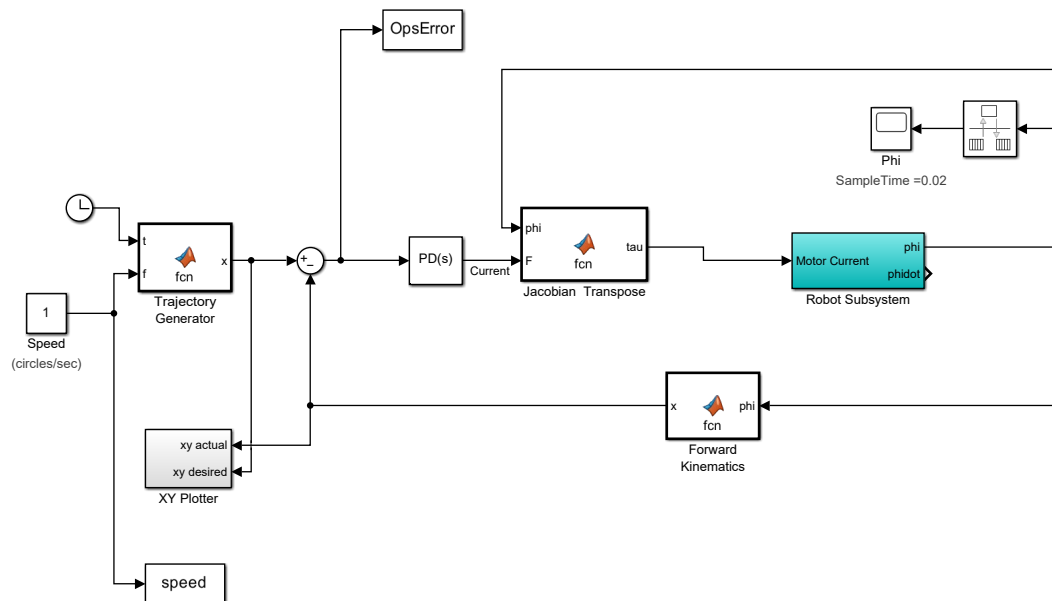 OpsError
Phi
SampleTime =0.02
t
f
x
fcn
Trajectory
Generator
+
−
PD(s)
Current
phi
F
tau
fcn
Jacobian Transpose
Motor Current
phi
phidot
Robot Subsystem
1
Speed
(circles/sec)
x
phi
fcn
Forward
Kinematics
xy actual
xy desired
XY Plotter
speed